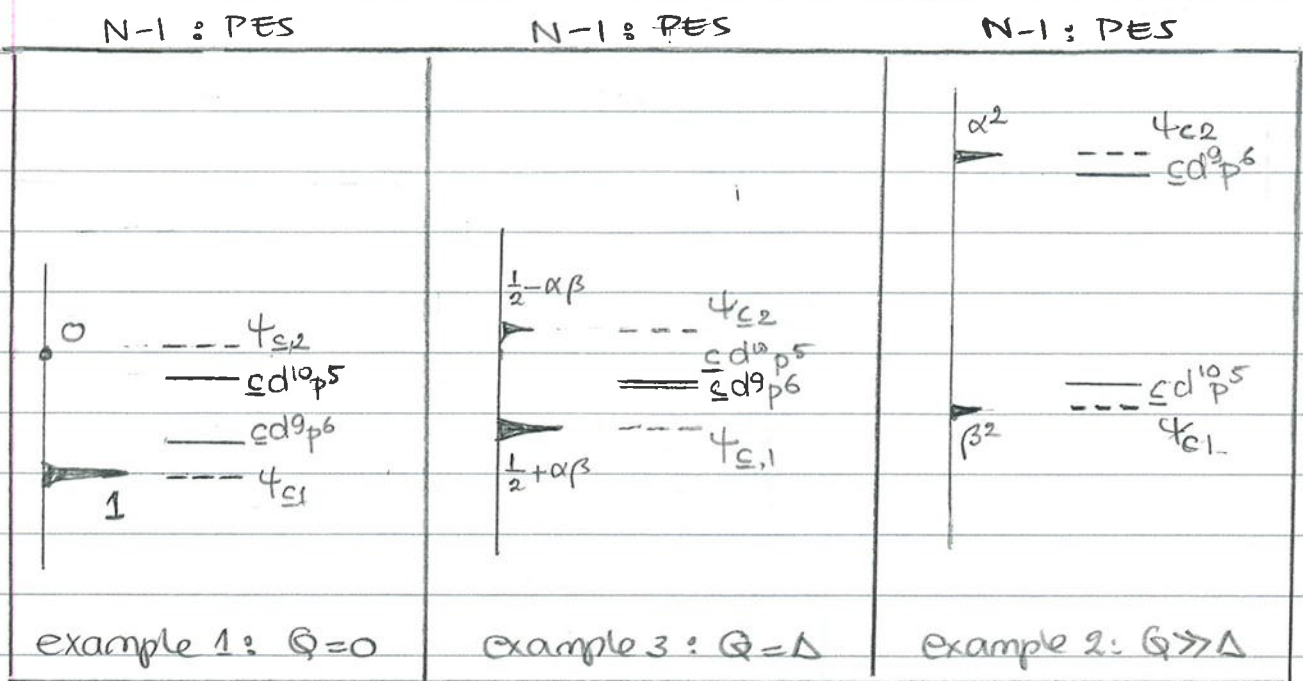 N-1 : PES
N-1 : PES
N-1 : PES
0
ψc,2
cd¹⁰p⁵
cd⁹p⁶
ψc1
1
½-αβ
ψc2
cd¹⁰p⁵
cd⁹p⁶
ψc,1
½+αβ
α²
ψc2
cd⁹p⁶
cd¹⁰p⁵
ψc1
β²
example 1: Q=0
example 3: Q=Δ
example 2: Q≫Δ